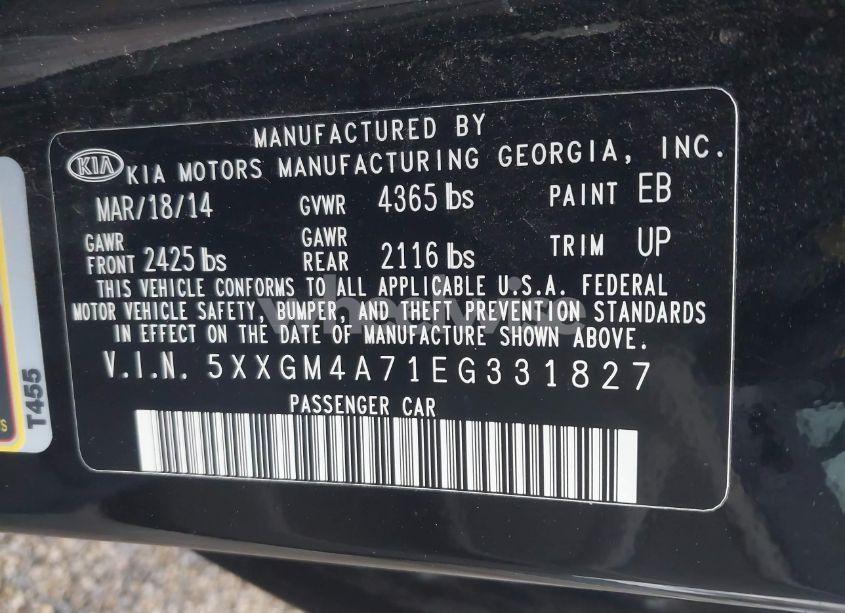 MANUFACTURED BY
KIA KIA MOTORS MANUFACTURING GEORGIA, INC.
MAR/18/14 GVWR 4365 lbs PAINT EB
GAWR FRONT 2425 lbs GAWR REAR 2116 lbs TRIM UP
THIS VEHICLE CONFORMS TO ALL APPLICABLE U.S.A. FEDERAL
MOTOR VEHICLE SAFETY, BUMPER, AND THEFT PREVENTION STANDARDS
IN EFFECT ON THE DATE OF MANUFACTURE SHOWN ABOVE.
V.I.N. 5XXGM4A71EG331827
PASSENGER CAR
T455